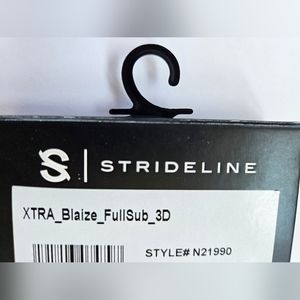 S | STRIDELINE
XTRA_Blaize_FullSub_3D
STYLE# N21990